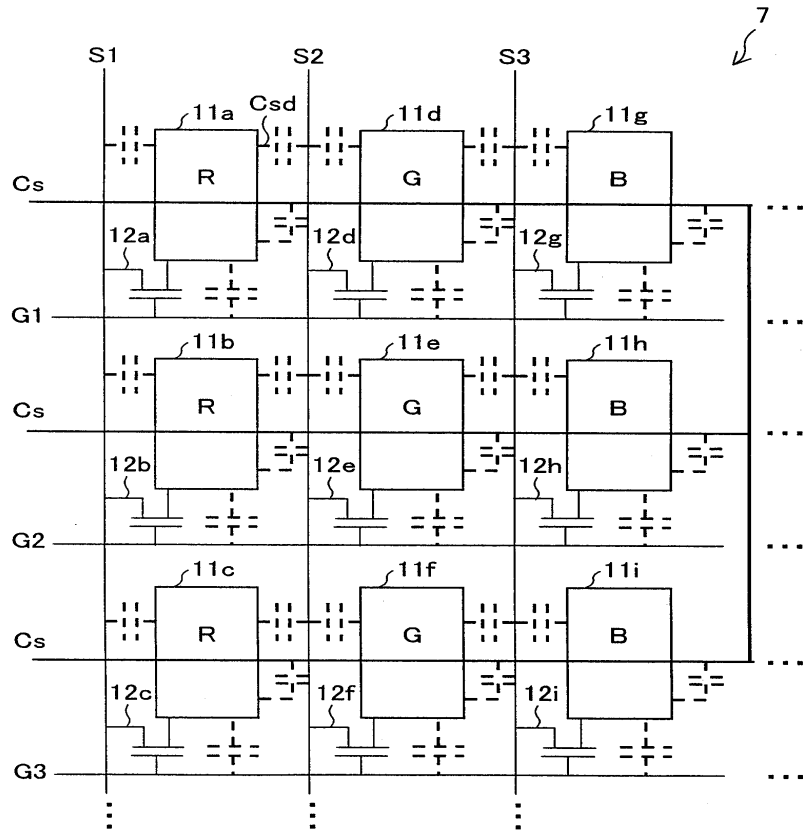 7
S1 S2 S3
11a Csd 11d 11g
R G B
Cs ...
12a 12d 12g
G1 ...
11b 11e 11h
R G B
Cs ...
12b 12e 12h
G2 ...
11c 11f 11i
R G B
Cs ...
12c 12f 12i
G3 ...